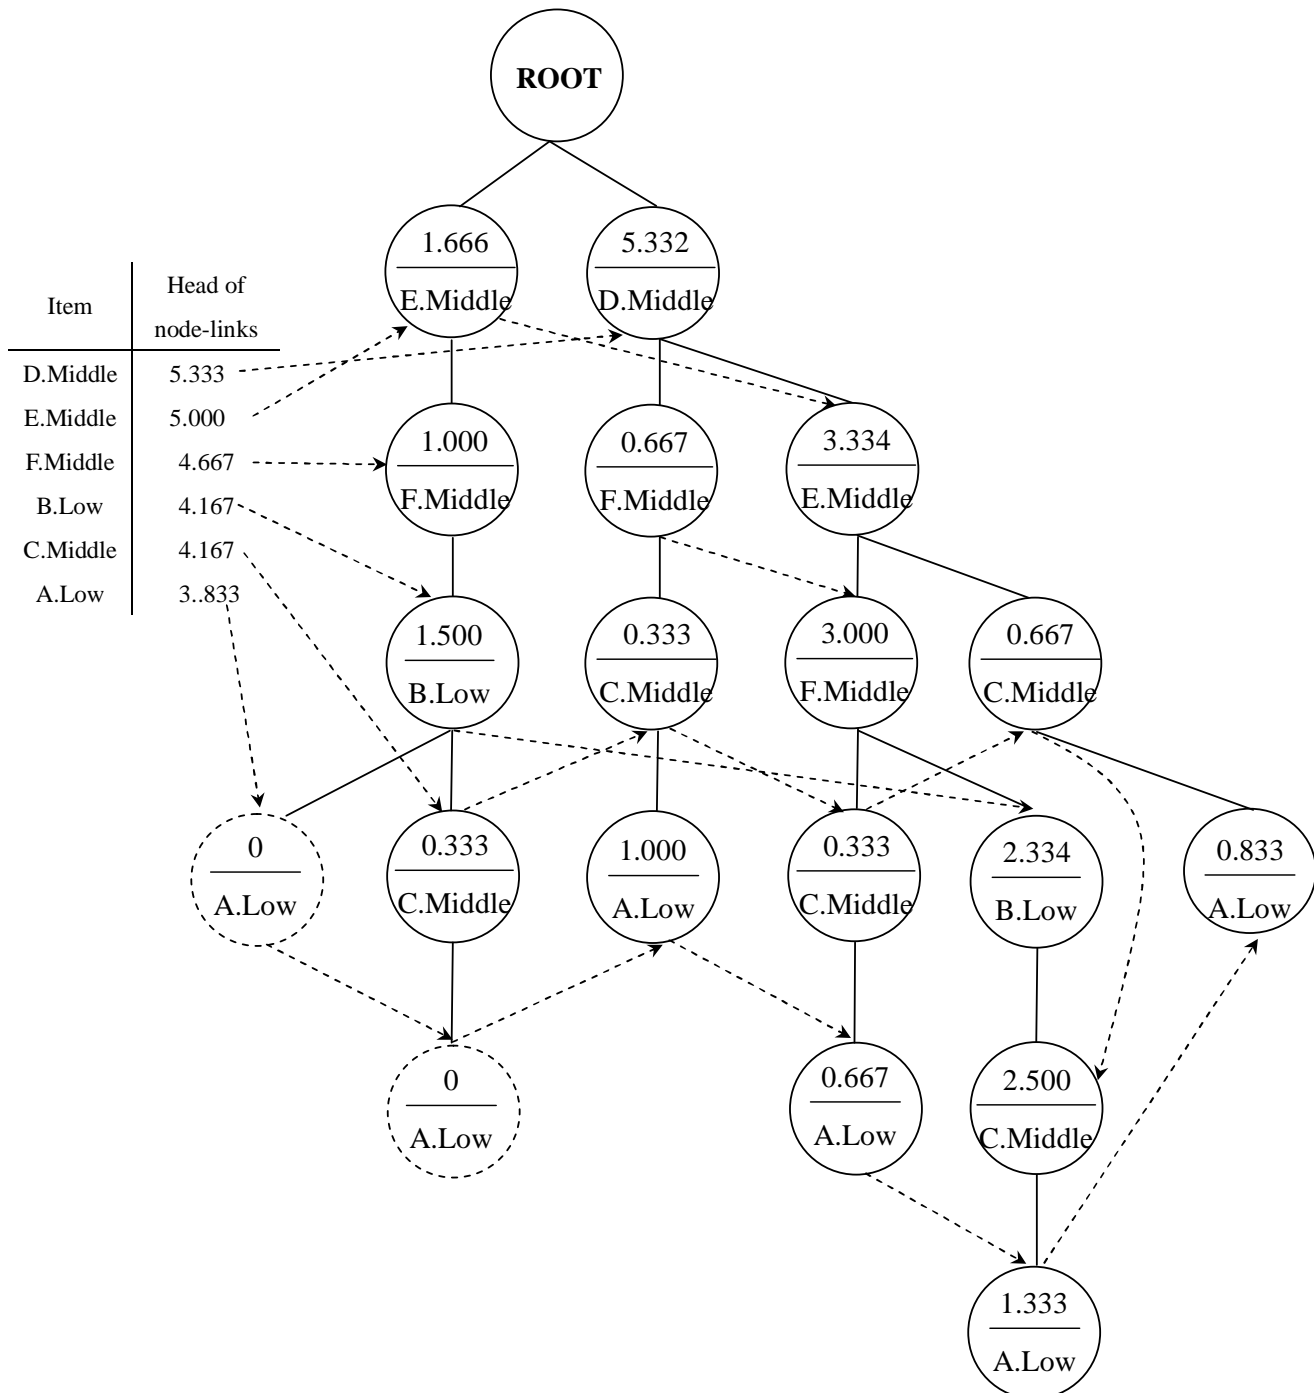 ROOT
1.666
E.Middle
5.332
D.Middle
Item
Head of
node-links
D.Middle 5.333
E.Middle 5.000
F.Middle 4.667
B.Low 4.167
C.Middle 4.167
A.Low 3..833
1.000
F.Middle
0.667
F.Middle
3.334
E.Middle
1.500
B.Low
0.333
C.Middle
3.000
F.Middle
0.667
C.Middle
0
A.Low
0.333
C.Middle
1.000
A.Low
0.333
C.Middle
2.334
B.Low
0.833
A.Low
0
A.Low
0.667
A.Low
2.500
C.Middle
1.333
A.Low